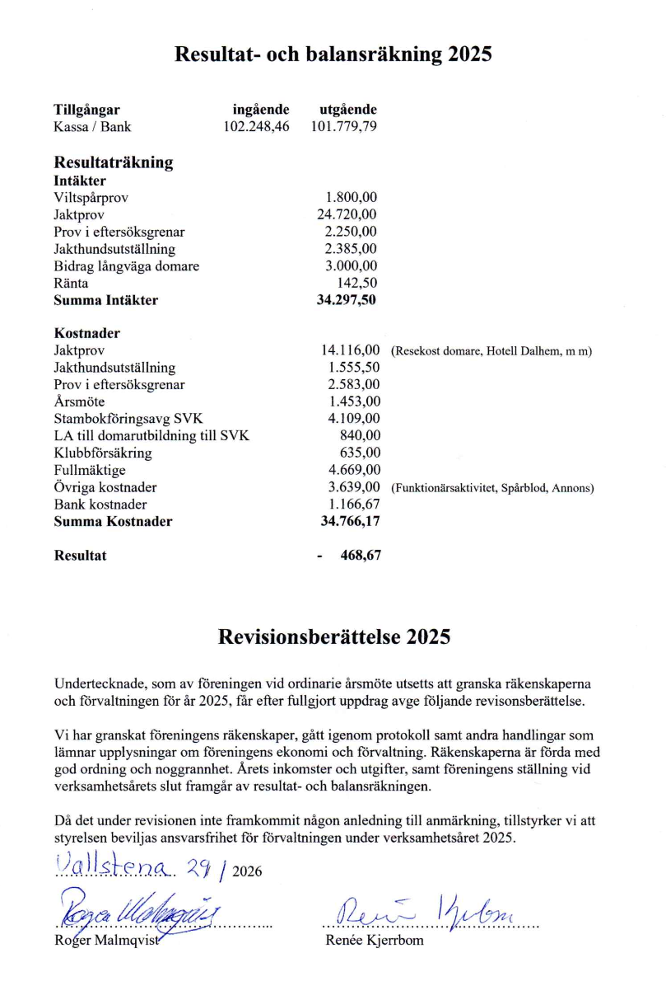 Resultat- och balansräkning 2025
Tillgångar ingående utgående
Kassa / Bank 102.248,46 101.779,79
Resultaträkning
Intäkter
Viltspårprov 1.800,00
Jaktprov 24.720,00
Prov i eftersöksgrenar 2.250,00
Jakthundsutställning 2.385,00
Bidrag långväga domare 3.000,00
Ränta 142,50
Summa Intäkter 34.297,50
Kostnader
Jaktprov 14.116,00 (Resekost domare, Hotell Dalhem, m m)
Jakthundsutställning 1.555,50
Prov i eftersöksgrenar 2.583,00
Årsmöte 1.453,00
Stambokföringsavg SVK 4.109,00
LA till domarutbildning till SVK 840,00
Klubbförsäkring 635,00
Fullmäktige 4.669,00
Övriga kostnader 3.639,00 (Funktionärsaktivitet, Spårblod, Annons)
Bank kostnader 1.166,67
Summa Kostnader 34.766,17
Resultat - 468,67
Revisionsberättelse 2025
Undertecknade, som av föreningen vid ordinarie årsmöte utsetts att granska räkenskaperna
och förvaltningen för år 2025, får efter fullgjort uppdrag avge följande revisonsberättelse.
Vi har granskat föreningens räkenskaper, gått igenom protokoll samt andra handlingar som
lämnar upplysningar om föreningens ekonomi och förvaltning. Räkenskaperna är förda med
god ordning och noggrannhet. Årets inkomster och utgifter, samt föreningens ställning vid
verksamhetsårets slut framgår av resultat- och balansräkningen.
Då det under revisionen inte framkommit någon anledning till anmärkning, tillstyrker vi att
styrelsen beviljas ansvarsfrihet för förvaltningen under verksamhetsåret 2025.
Vallstena 29 / 2026
Roger Malmqvist Renée Kjerrbom
Roger Malmqvist Renée Kjerrbom